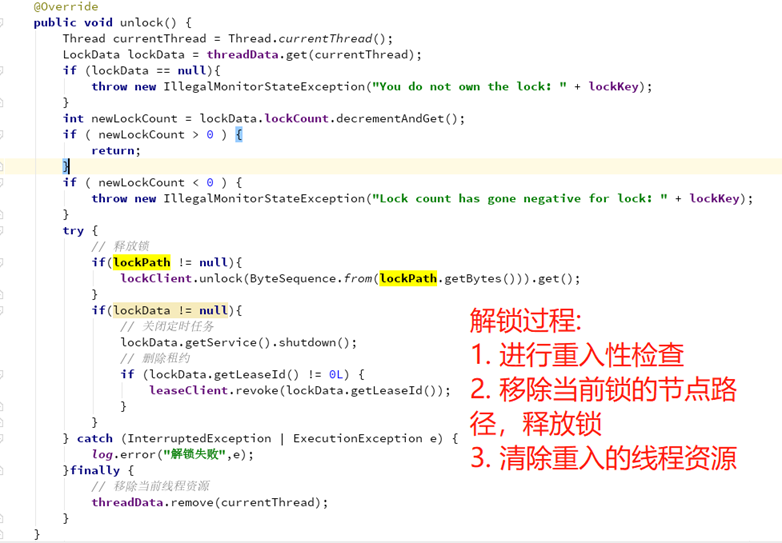 @Override
public void unlock() {
Thread currentThread = Thread.currentThread();
LockData lockData = threadData.get(currentThread);
if (lockData == null){
throw new IllegalMonitorStateException("You do not own the lock: " + lockKey);
}
int newLockCount = lockData.lockCount.decrementAndGet();
if ( newLockCount > 0 ) {
return;
}
if ( newLockCount < 0 ) {
throw new IllegalMonitorStateException("Lock count has gone negative for lock: " + lockKey);
}
try {
// 释放锁
if(lockPath != null){
lockClient.unlock(ByteSequence.from(lockPath.getBytes())).get();
}
if(lockData != null){
// 关闭定时任务
lockData.getService().shutdown();
// 删除租约
if (lockData.getLeaseId() != 0L) {
leaseClient.revoke(lockData.getLeaseId());
}
}
} catch (InterruptedException | ExecutionException e) {
log.error("解锁失败",e);
}finally {
// 移除当前线程资源
threadData.remove(currentThread);
}
}
解锁过程:
1. 进行重入性检查
2. 移除当前锁的节点路
径，释放锁
3. 清除重入的线程资源